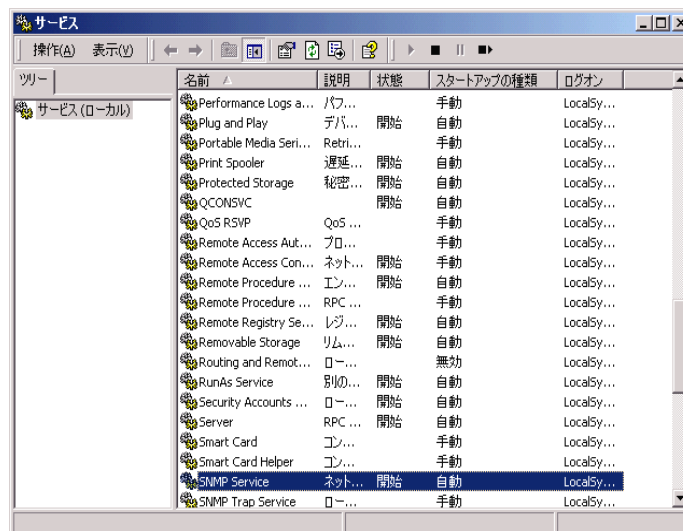 サービス
操作(A) 表示(V)
ツリー
サービス (ローカル)
名前 説明 状態 スタートアップの種類 ログオン
Performance Logs a... パフ... 手動 LocalSy...
Plug and Play デバ... 開始 自動 LocalSy...
Portable Media Seri... Retri... 手動 LocalSy...
Print Spooler 遅延... 開始 自動 LocalSy...
Protected Storage 秘密... 開始 自動 LocalSy...
QCONSVC 開始 自動 LocalSy...
QoS RSVP QoS ... 手動 LocalSy...
Remote Access Aut... プロ... 手動 LocalSy...
Remote Access Con... ネット... 開始 手動 LocalSy...
Remote Procedure ... エン... 開始 自動 LocalSy...
Remote Procedure ... RPC ... 手動 LocalSy...
Remote Registry Se... レジ... 開始 自動 LocalSy...
Removable Storage リム... 開始 自動 LocalSy...
Routing and Remot... ロー... 無効 LocalSy...
RunAs Service 別の... 開始 自動 LocalSy...
Security Accounts ... ロー... 開始 自動 LocalSy...
Server RPC ... 開始 自動 LocalSy...
Smart Card コン... 手動 LocalSy...
Smart Card Helper コン... 手動 LocalSy...
SNMP Service ネット... 開始 自動 LocalSy...
SNMP Trap Service ロー... 手動 LocalSy...